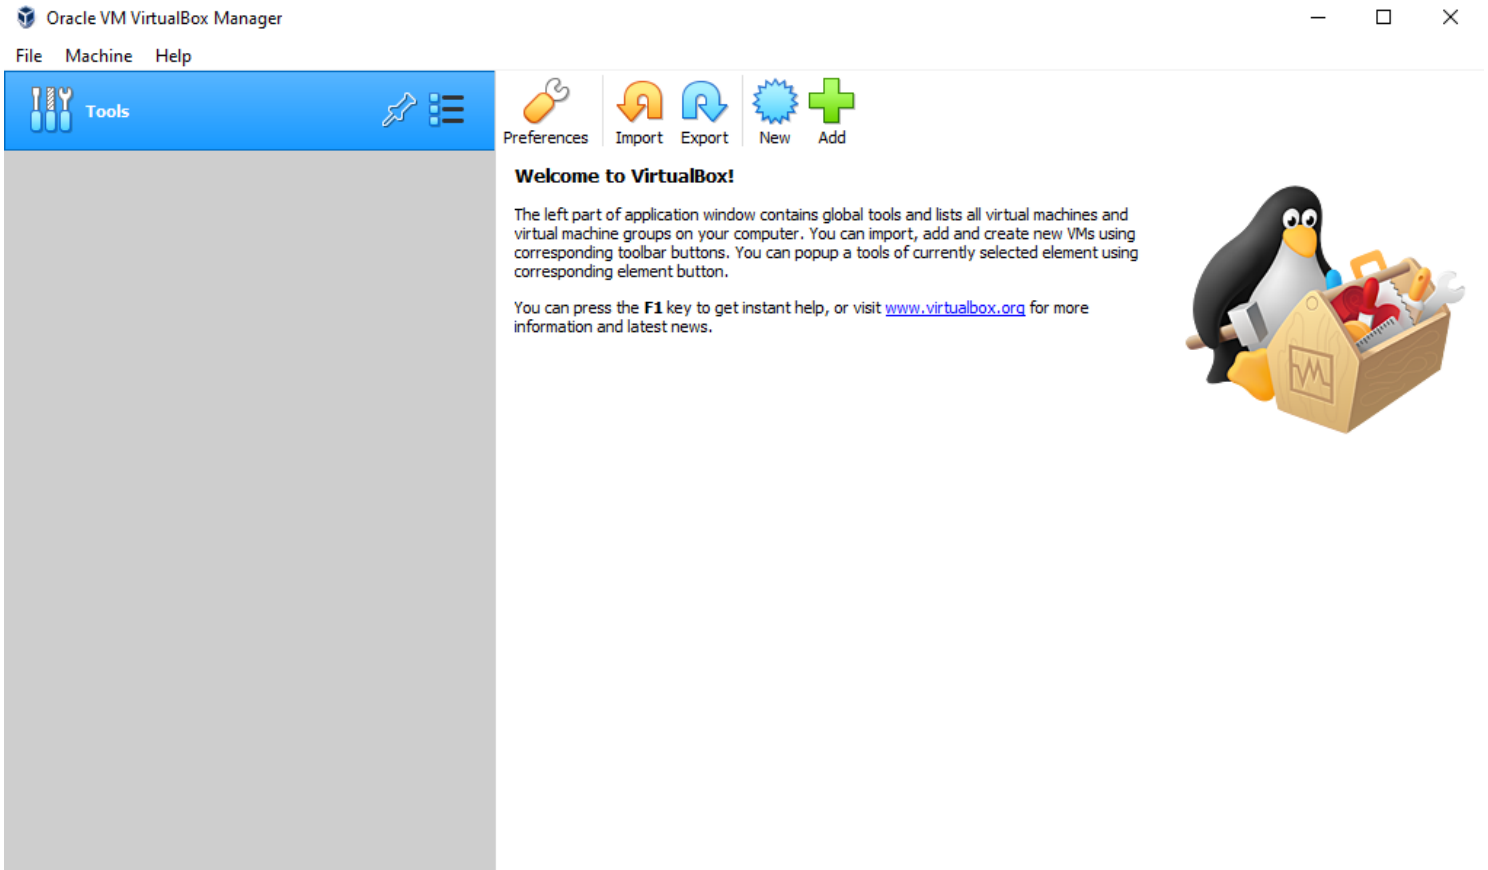 Oracle VM VirtualBox Manager
File Machine Help
Tools
Preferences Import Export New Add
Welcome to VirtualBox!
The left part of application window contains global tools and lists all virtual machines and
virtual machine groups on your computer. You can import, add and create new VMs using
corresponding toolbar buttons. You can popup a tools of currently selected element using
corresponding element button.
You can press the F1 key to get instant help, or visit www.virtualbox.org for more
information and latest news.